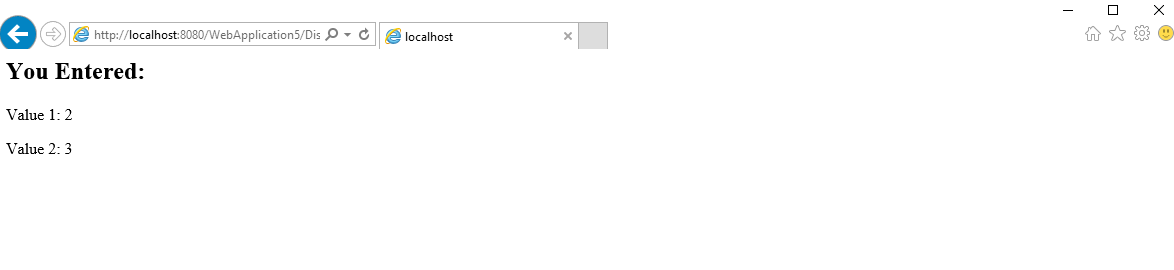 http://localhost:8080/WebApplication5/Dis
localhost
You Entered:
Value 1: 2
Value 2: 3